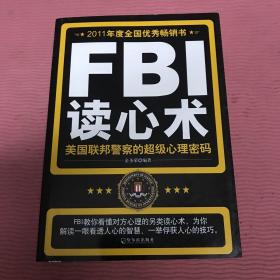 2011年度全国优秀畅销书
FBI
读心术
美国联邦警察的超级心理密码
FBI教你看懂对方心理的另类读心术，为你
解读一眼看透人心的智慧、一举俘获人心的技巧。